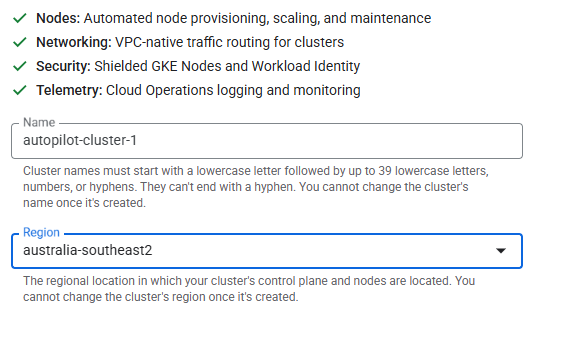 Nodes: Automated node provisioning, scaling, and maintenance
Networking: VPC-native traffic routing for clusters
Security: Shielded GKE Nodes and Workload Identity
Telemetry: Cloud Operations logging and monitoring
Name
autopilot-cluster-1
Cluster names must start with a lowercase letter followed by up to 39 lowercase letters,
numbers, or hyphens. They can't end with a hyphen. You cannot change the cluster's
name once it's created.
Region
australia-southeast2
The regional location in which your cluster's control plane and nodes are located. You
cannot change the cluster's region once it's created.